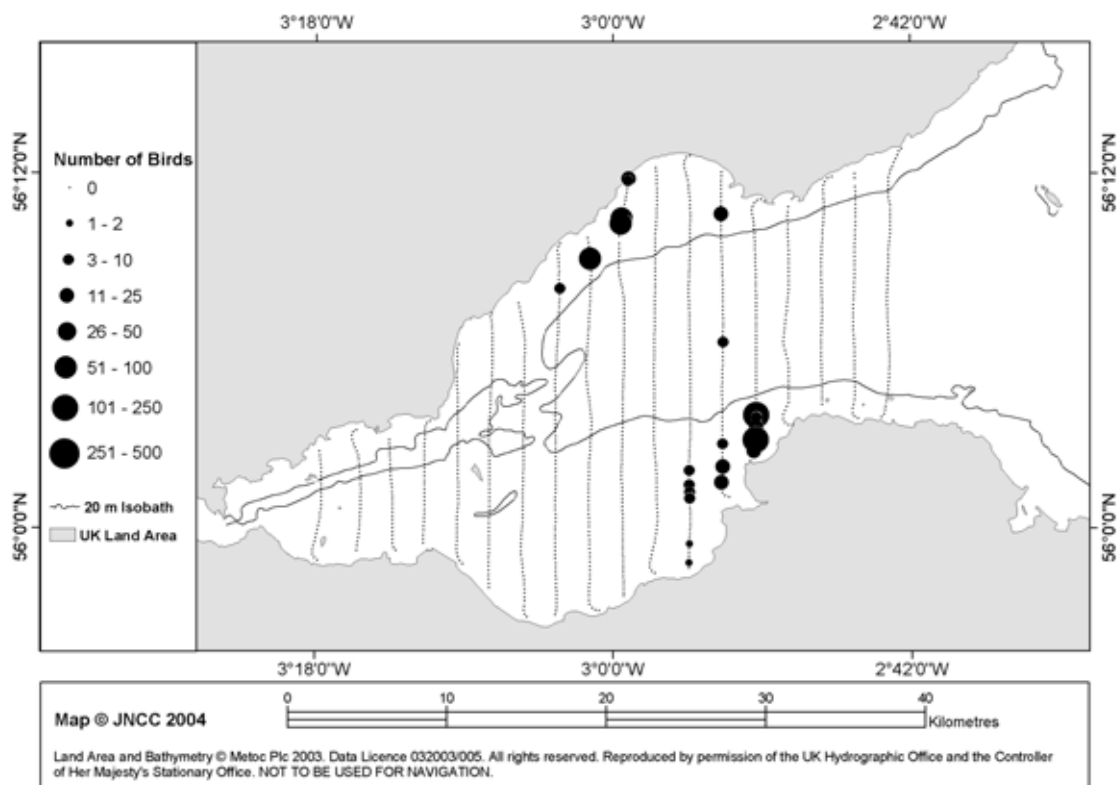 3°18'0"W 3°0'0"W 2°42'0"W
56°12'0"N 56°12'0"N
Number of Birds
0
1 - 2
3 - 10
11 - 25
26 - 50
51 - 100
101 - 250
251 - 500
20 m Isobath
UK Land Area
56°0'0"N 56°0'0"N
3°18'0"W 3°0'0"W 2°42'0"W
Map © JNCC 2004
0 10 20 30 40
Kilometres
Land Area and Bathymetry © Metoc Plc 2003. Data Licence 032003/005. All rights reserved. Reproduced by permission of the UK Hydrographic Office and the Controller
of Her Majesty's Stationary Office. NOT TO BE USED FOR NAVIGATION.